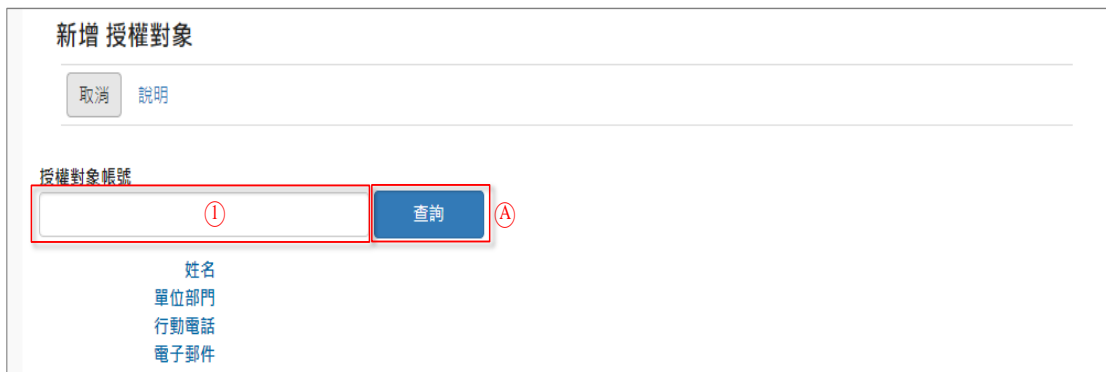 新增 授權對象
取消 說明
授權對象帳號
① 查詢 Ⓐ
姓名
單位部門
行動電話
電子郵件